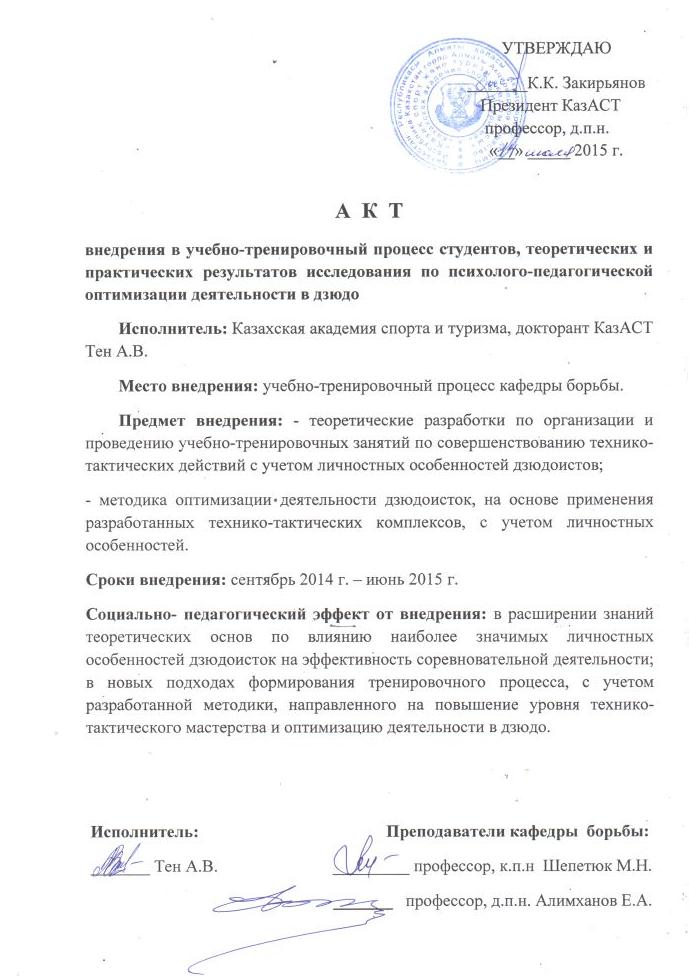 УТВЕРЖДАЮ
К.К. Закирьянов
Президент КазАСТ
профессор, д.п.н.
«14» июля 2015 г.
А К Т
внедрения в учебно-тренировочный процесс студентов, теоретических и
практических результатов исследования по психолого-педагогической
оптимизации деятельности в дзюдо
Исполнитель: Казахская академия спорта и туризма, докторант КазАСТ
Тен А.В.
Место внедрения: учебно-тренировочный процесс кафедры борьбы.
Предмет внедрения: - теоретические разработки по организации и
проведению учебно-тренировочных занятий по совершенствованию технико-
тактических действий с учетом личностных особенностей дзюдоистов;
- методика оптимизации деятельности дзюдоисток, на основе применения
разработанных технико-тактических комплексов, с учетом личностных
особенностей.
Сроки внедрения: сентябрь 2014 г. – июнь 2015 г.
Социально- педагогический эффект от внедрения: в расширении знаний
теоретических основ по влиянию наиболее значимых личностных
особенностей дзюдоисток на эффективность соревновательной деятельности;
в новых подходах формирования тренировочного процесса, с учетом
разработанной методики, направленного на повышение уровня технико-
тактического мастерства и оптимизацию деятельности в дзюдо.
Исполнитель: Преподаватели кафедры борьбы:
Тен А.В. профессор, к.п.н Шепетюк М.Н.
профессор, д.п.н. Алимханов Е.А.